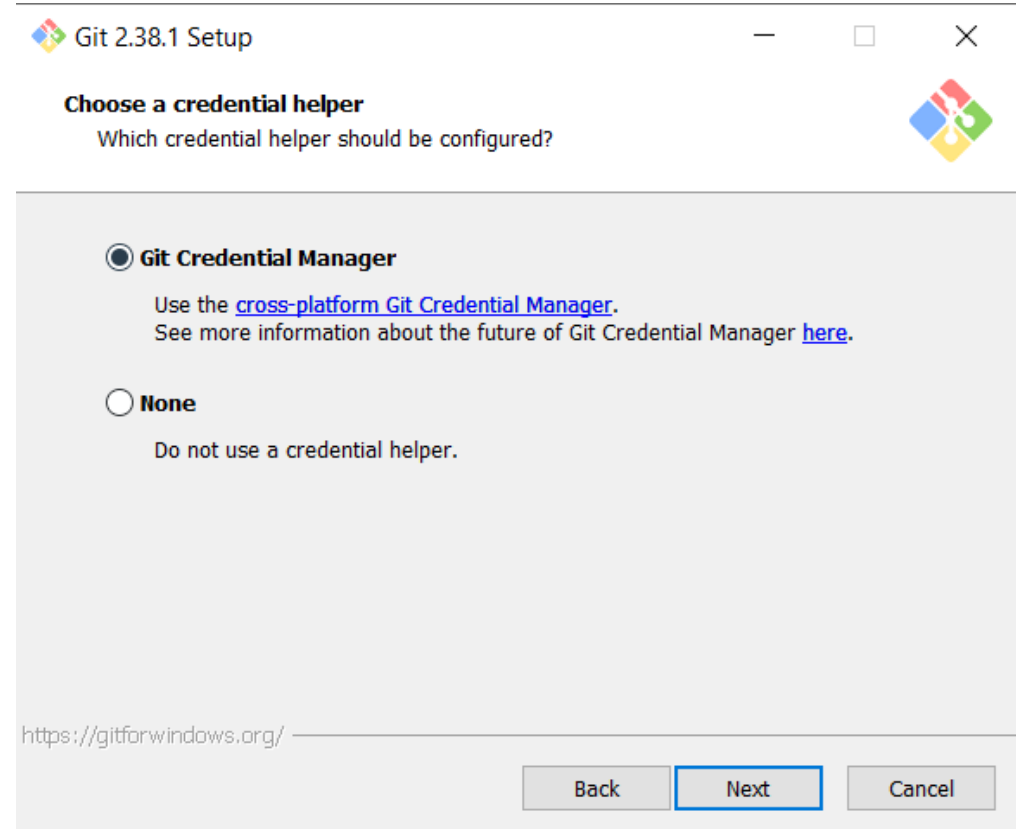 Git 2.38.1 Setup
Choose a credential helper
Which credential helper should be configured?
Git Credential Manager
Use the cross-platform Git Credential Manager.
See more information about the future of Git Credential Manager here.
None
Do not use a credential helper.
https://gitforwindows.org/
Back Next Cancel